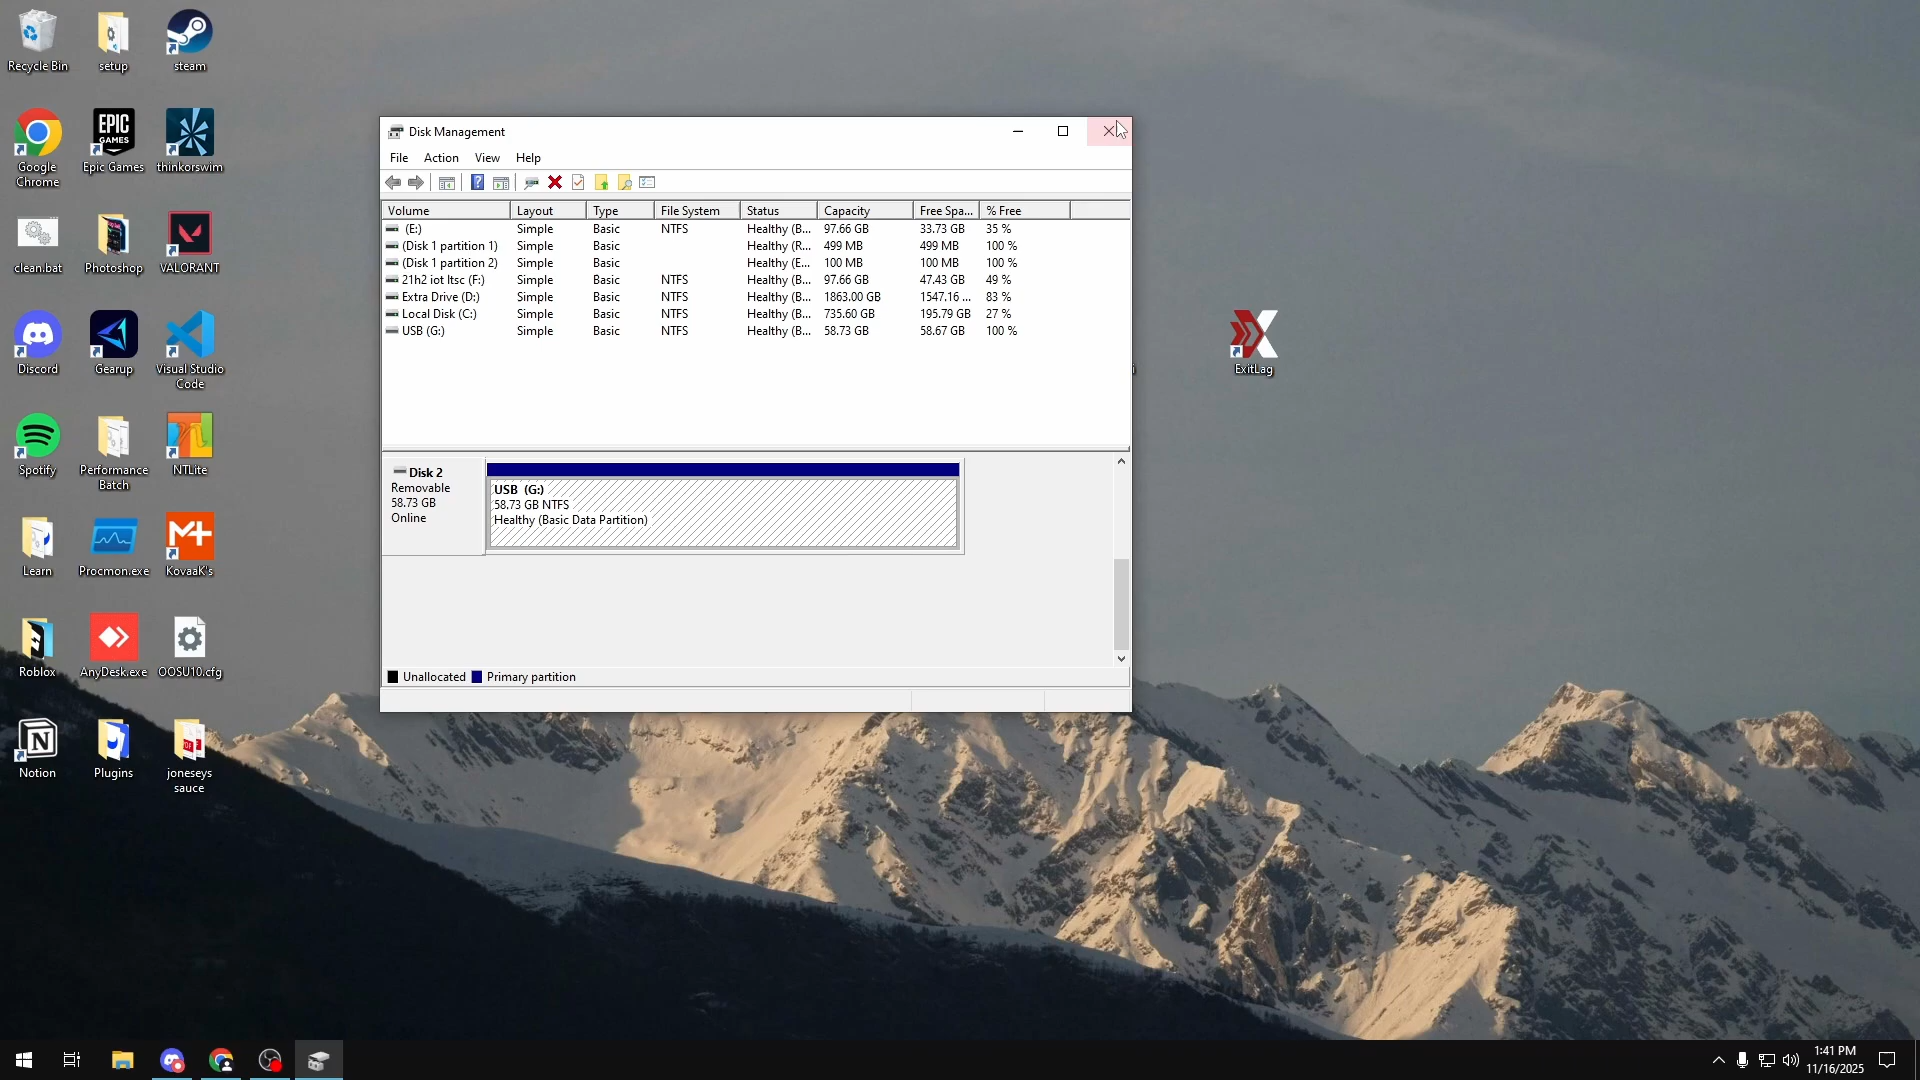 Recycle Bin
setup
steam
Google
Chrome
EPIC
GAMES
Epic Games
thinkorswim
clean.bat
Photoshop
VALORANT
Discord
Gearup
Visual Studio
Code
Spotify
Performance
Batch
NTLite
Learn
Procmon.exe
M+
KovaaK's
Roblox
AnyDesk.exe
OOSU10.cfg
Notion
Plugins
PDF
joneseys
sauce
ExitLag
Disk Management
File Action View Help
Volume Layout Type File System Status Capacity Free Spa... % Free
(E:) Simple Basic NTFS Healthy (B... 97.66 GB 33.73 GB 35 %
(Disk 1 partition 1) Simple Basic Healthy (R... 499 MB 499 MB 100 %
(Disk 1 partition 2) Simple Basic Healthy (E... 100 MB 100 MB 100 %
21h2 iot ltsc (F:) Simple Basic NTFS Healthy (B... 97.66 GB 47.43 GB 49 %
Extra Drive (D:) Simple Basic NTFS Healthy (B... 1863.00 GB 1547.16 ... 83 %
Local Disk (C:) Simple Basic NTFS Healthy (B... 735.60 GB 195.79 GB 27 %
USB (G:) Simple Basic NTFS Healthy (B... 58.73 GB 58.67 GB 100 %
Disk 2
Removable
58.73 GB
Online
USB (G:)
58.73 GB NTFS
Healthy (Basic Data Partition)
Unallocated Primary partition
1:41 PM
11/16/2025